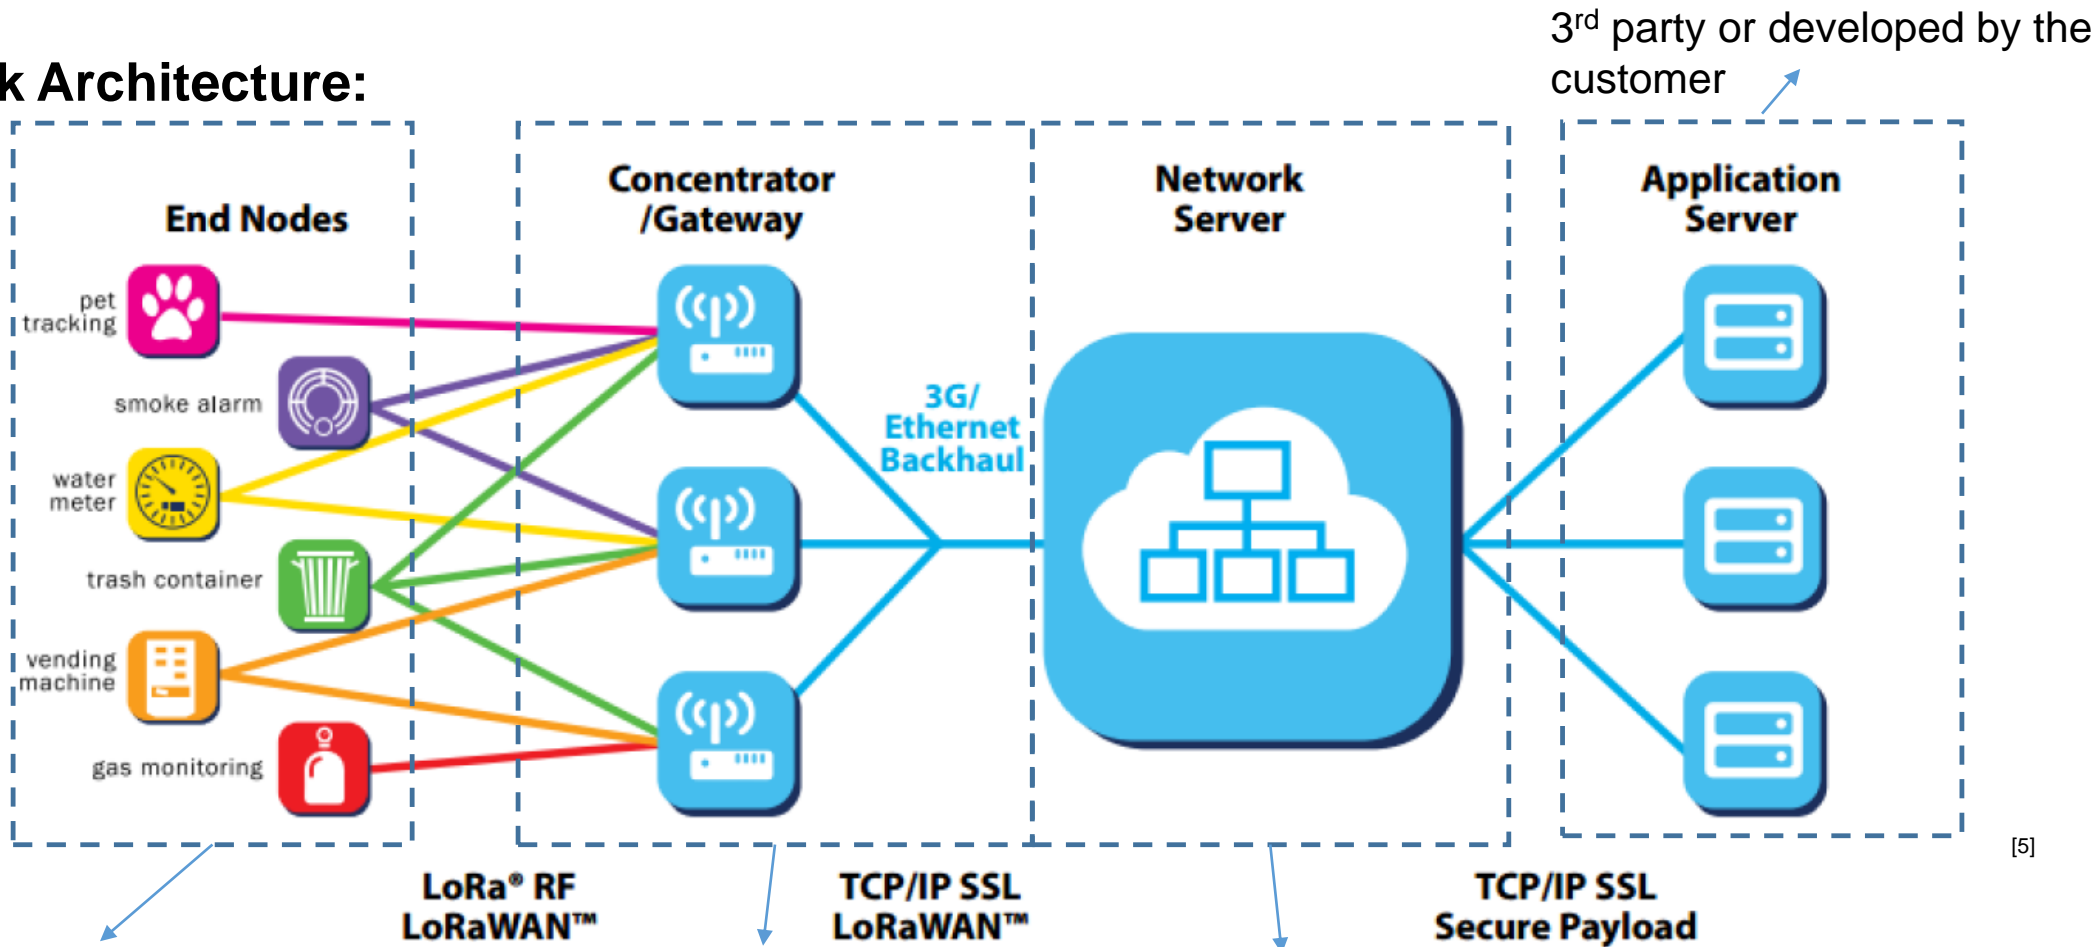 3rd party or developed by the
customer
k Architecture:
End Nodes
Concentrator
/Gateway
Network
Server
Application
Server
pet
tracking
smoke alarm
water
meter
trash container
vending
machine
gas monitoring
3G/
Ethernet
Backhaul
[5]
LoRa® RF
LoRaWAN™
TCP/IP SSL
LoRaWAN™
TCP/IP SSL
Secure Payload